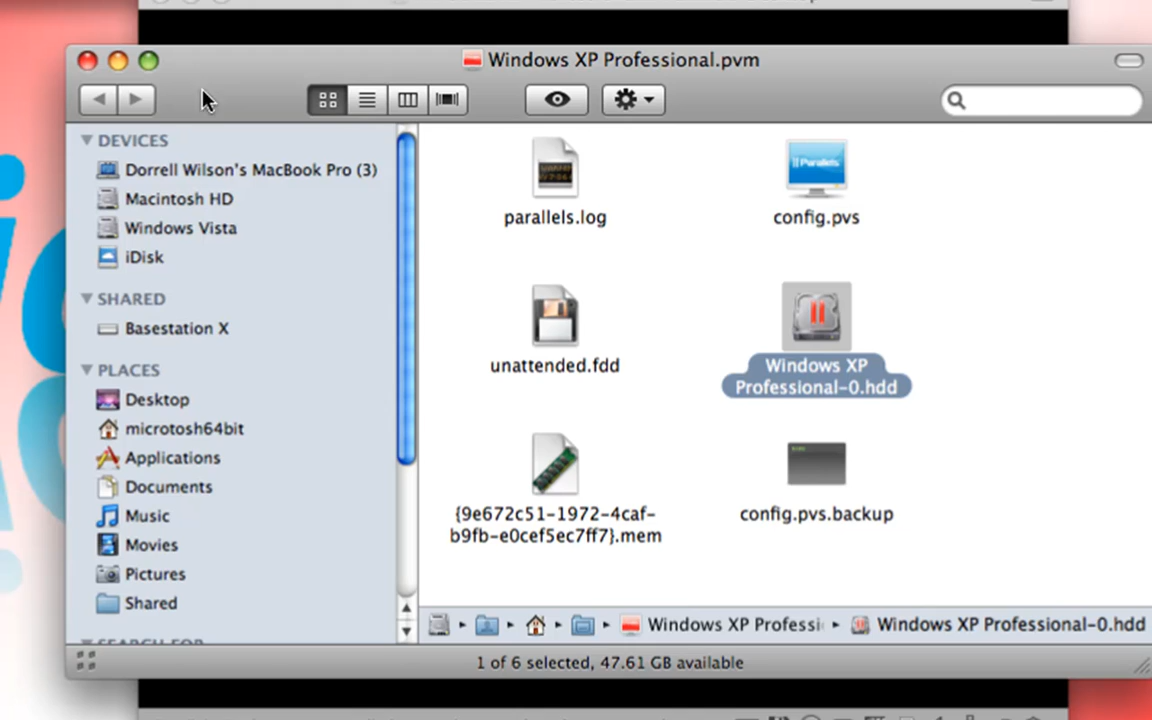 Windows XP Professional.pvm
DEVICES
Dorrell Wilson's MacBook Pro (3)
Macintosh HD
Windows Vista
iDisk
SHARED
Basestation X
PLACES
Desktop
microtosh64bit
Applications
Documents
Music
Movies
Pictures
Shared
SEARCH FOR
parallels.log
config.pvs
Parallels
unattended.fdd
Windows XP
Professional-0.hdd
{9e672c51-1972-4caf-
b9fb-e0cef5ec7ff7}.mem
config.pvs.backup
Windows XP Professi
Windows XP Professional-0.hdd
1 of 6 selected, 47.61 GB available